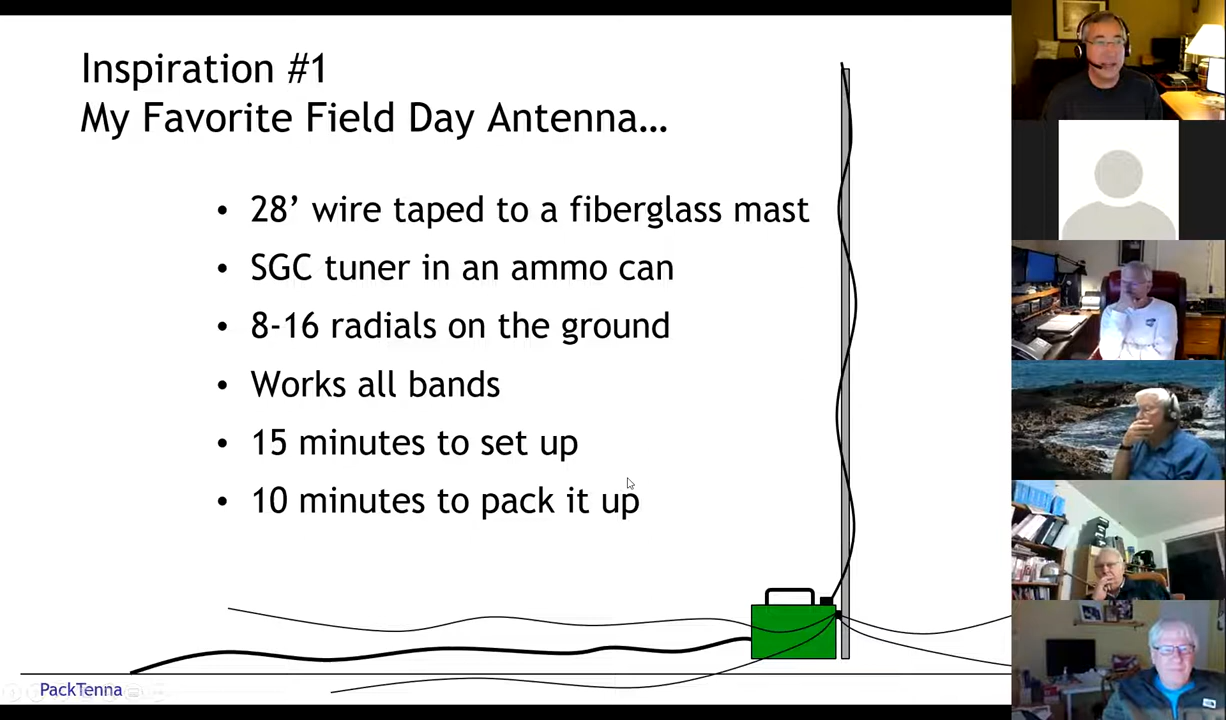 Inspiration #1
My Favorite Field Day Antenna…
• 28’ wire taped to a fiberglass mast
• SGC tuner in an ammo can
• 8-16 radials on the ground
• Works all bands
• 15 minutes to set up
• 10 minutes to pack it up
PackTenna